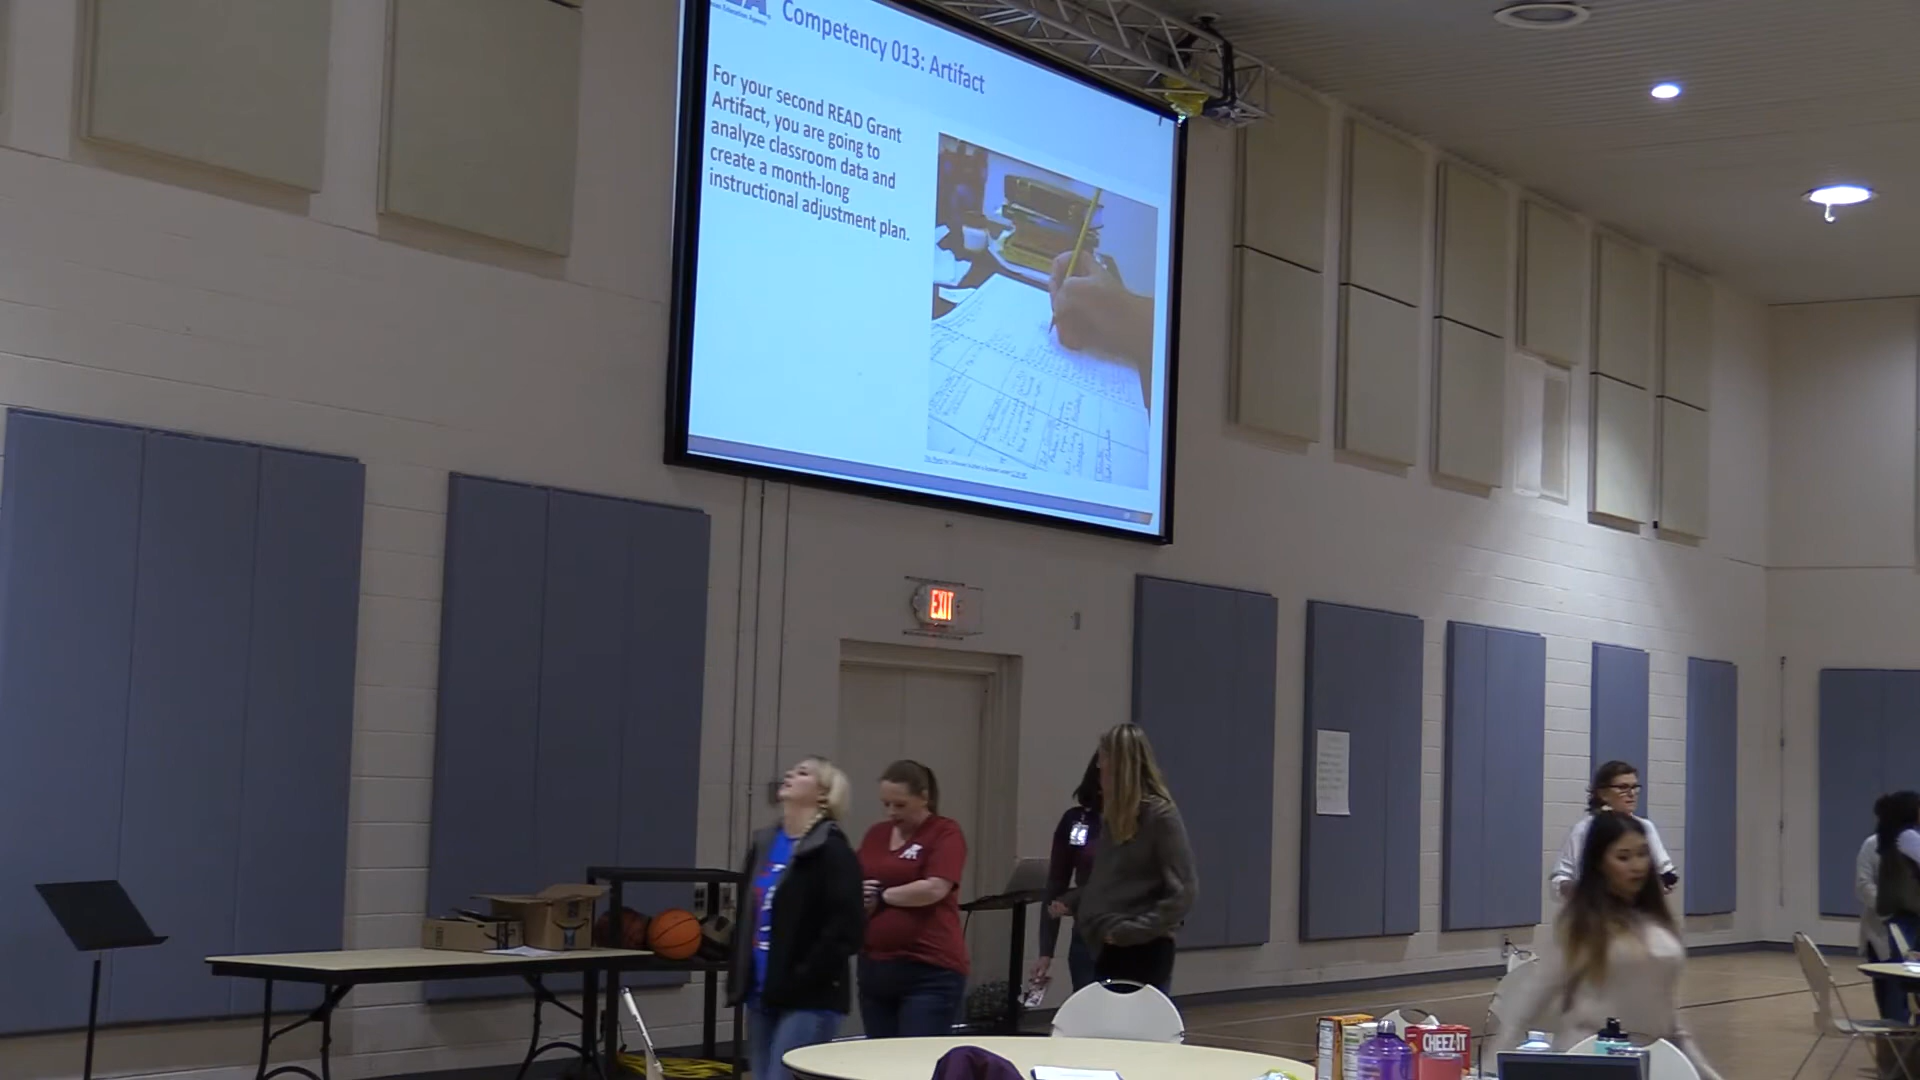 Competency 013: Artifact
For your second READ Grant
Artifact, you are going to
analyze classroom data and
create a month-long
instructional adjustment plan.
EXIT
CHEEZ-IT